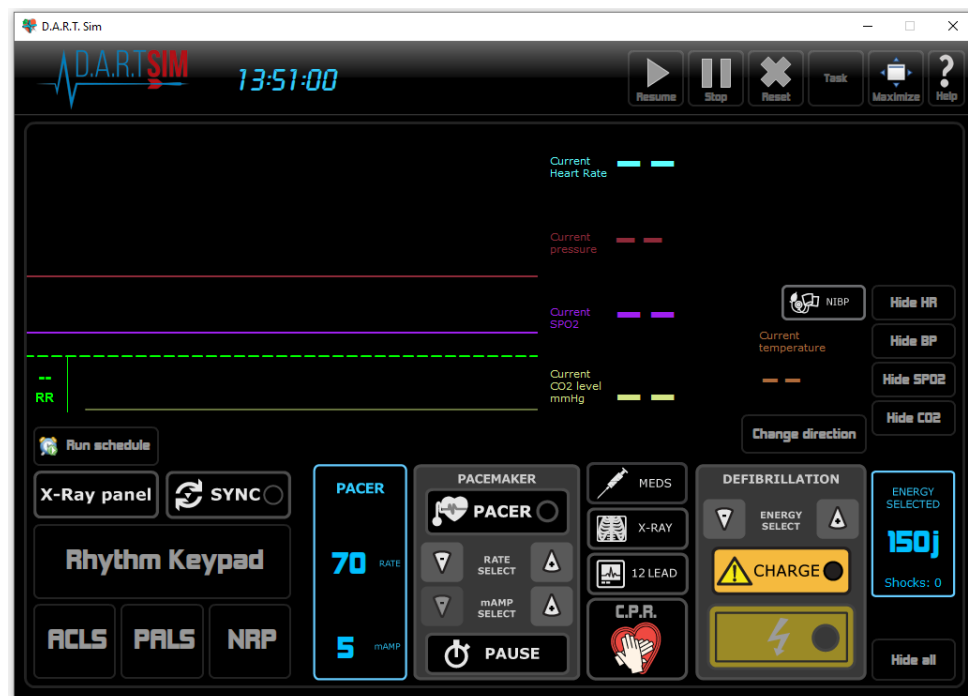 D.A.R.T. Sim
D.A.R.T SIM
13:51:00
Resume
Stop
Reset
Task
Maximize
Help
Current
Heart Rate
Current
pressure
Current
SPO2
Current
CO2 level
mmHg
NIBP
Current
temperature
Hide HR
Hide BP
Hide SPO2
Hide CO2
--
RR
Change direction
Run schedule
X-Ray panel
SYNC
Rhythm Keypad
ACLS
PALS
NRP
PACER
70 RATE
5 mAMP
PACEMAKER
PACER
RATE
SELECT
mAMP
SELECT
PAUSE
MEDS
X-RAY
12 LEAD
C.P.R.
DEFIBRILLATION
ENERGY
SELECT
CHARGE
ENERGY
SELECTED
150j
Shocks: 0
Hide all